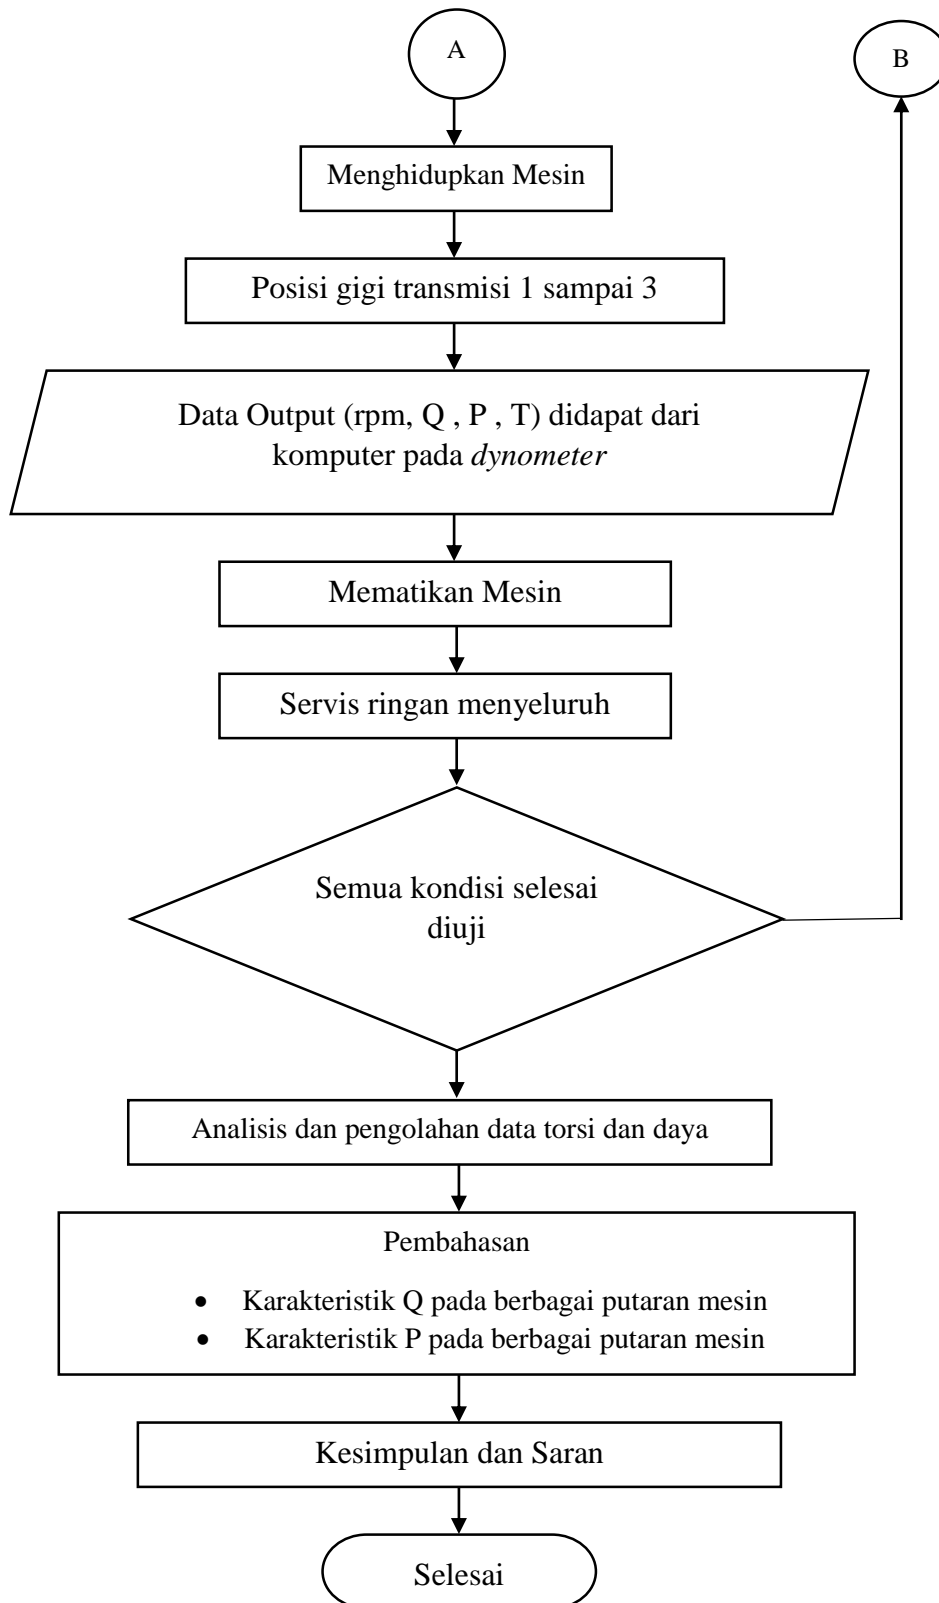 A
B
Menghidupkan Mesin
Posisi gigi transmisi 1 sampai 3
Data Output (rpm, Q , P , T) didapat dari
komputer pada dynometer
Mematikan Mesin
Servis ringan menyeluruh
Semua kondisi selesai
diuji
Analisis dan pengolahan data torsi dan daya
Pembahasan
• Karakteristik Q pada berbagai putaran mesin
• Karakteristik P pada berbagai putaran mesin
Kesimpulan dan Saran
Selesai